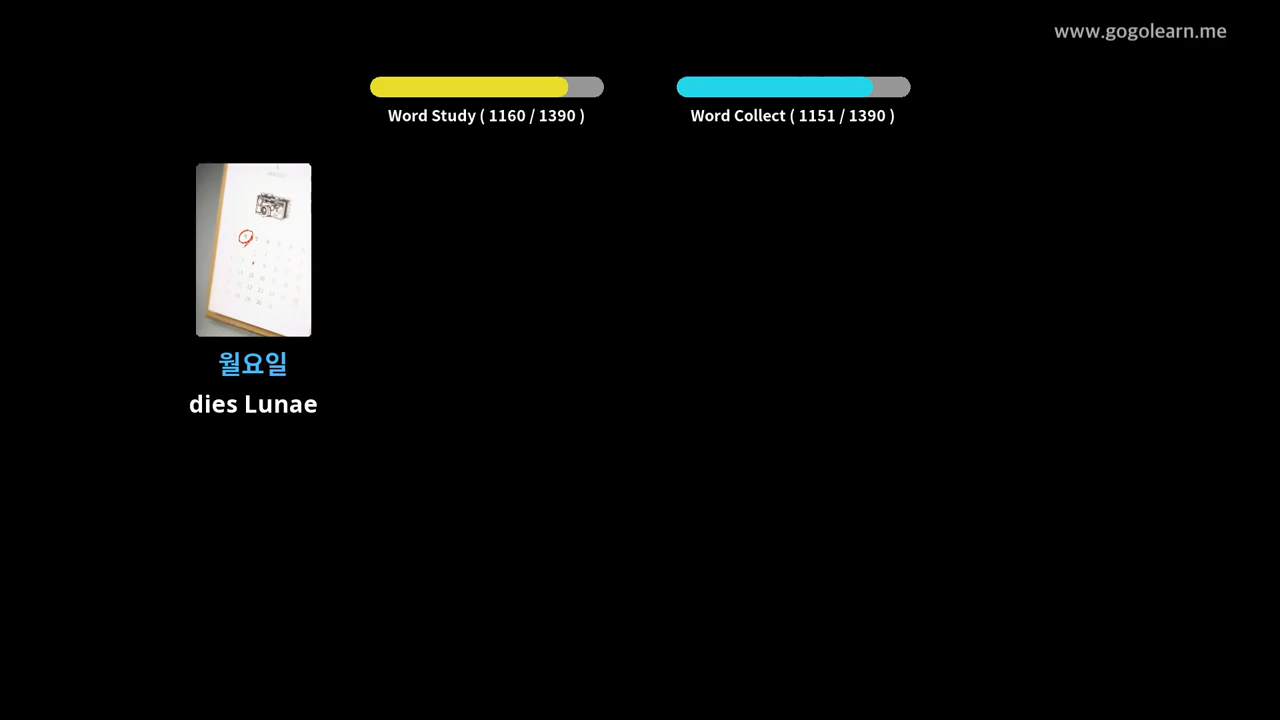 www.gogolearn.me
Word Study ( 1160 / 1390 )
Word Collect ( 1151 / 1390 )
월요일
dies Lunae